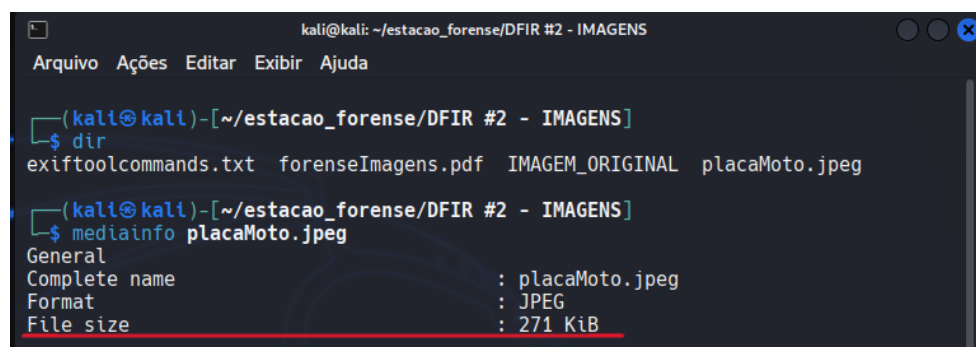 kali@kali: ~/estacao_forense/DFIR #2 - IMAGENS
Arquivo Ações Editar Exibir Ajuda
┌──(kali㉿kali)-[~/estacao_forense/DFIR #2 - IMAGENS]
└─$ dir
exiftoolcommands.txt forenseImagens.pdf IMAGEM_ORIGINAL placaMoto.jpeg
┌──(kali㉿kali)-[~/estacao_forense/DFIR #2 - IMAGENS]
└─$ mediainfo placaMoto.jpeg
General
Complete name : placaMoto.jpeg
Format : JPEG
File size : 271 KiB